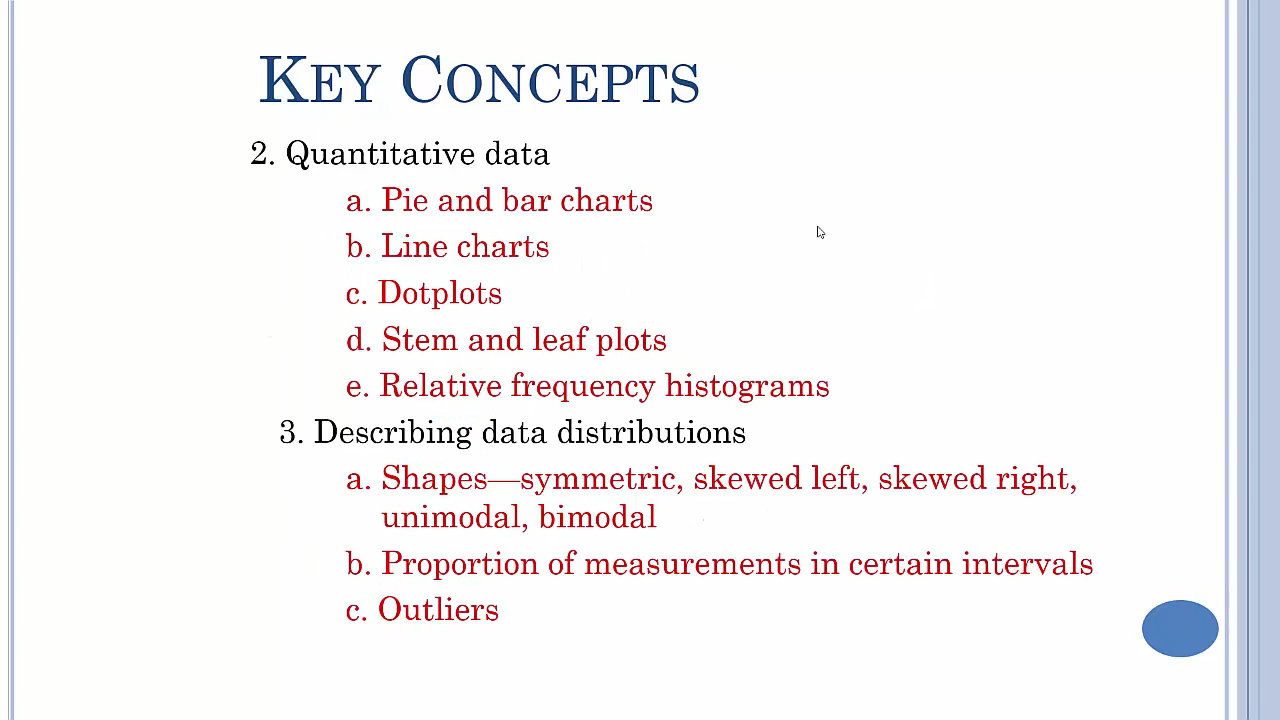 KEY CONCEPTS
2. Quantitative data
a. Pie and bar charts
b. Line charts
c. Dotplots
d. Stem and leaf plots
e. Relative frequency histograms
3. Describing data distributions
a. Shapes—symmetric, skewed left, skewed right,
unimodal, bimodal
b. Proportion of measurements in certain intervals
c. Outliers